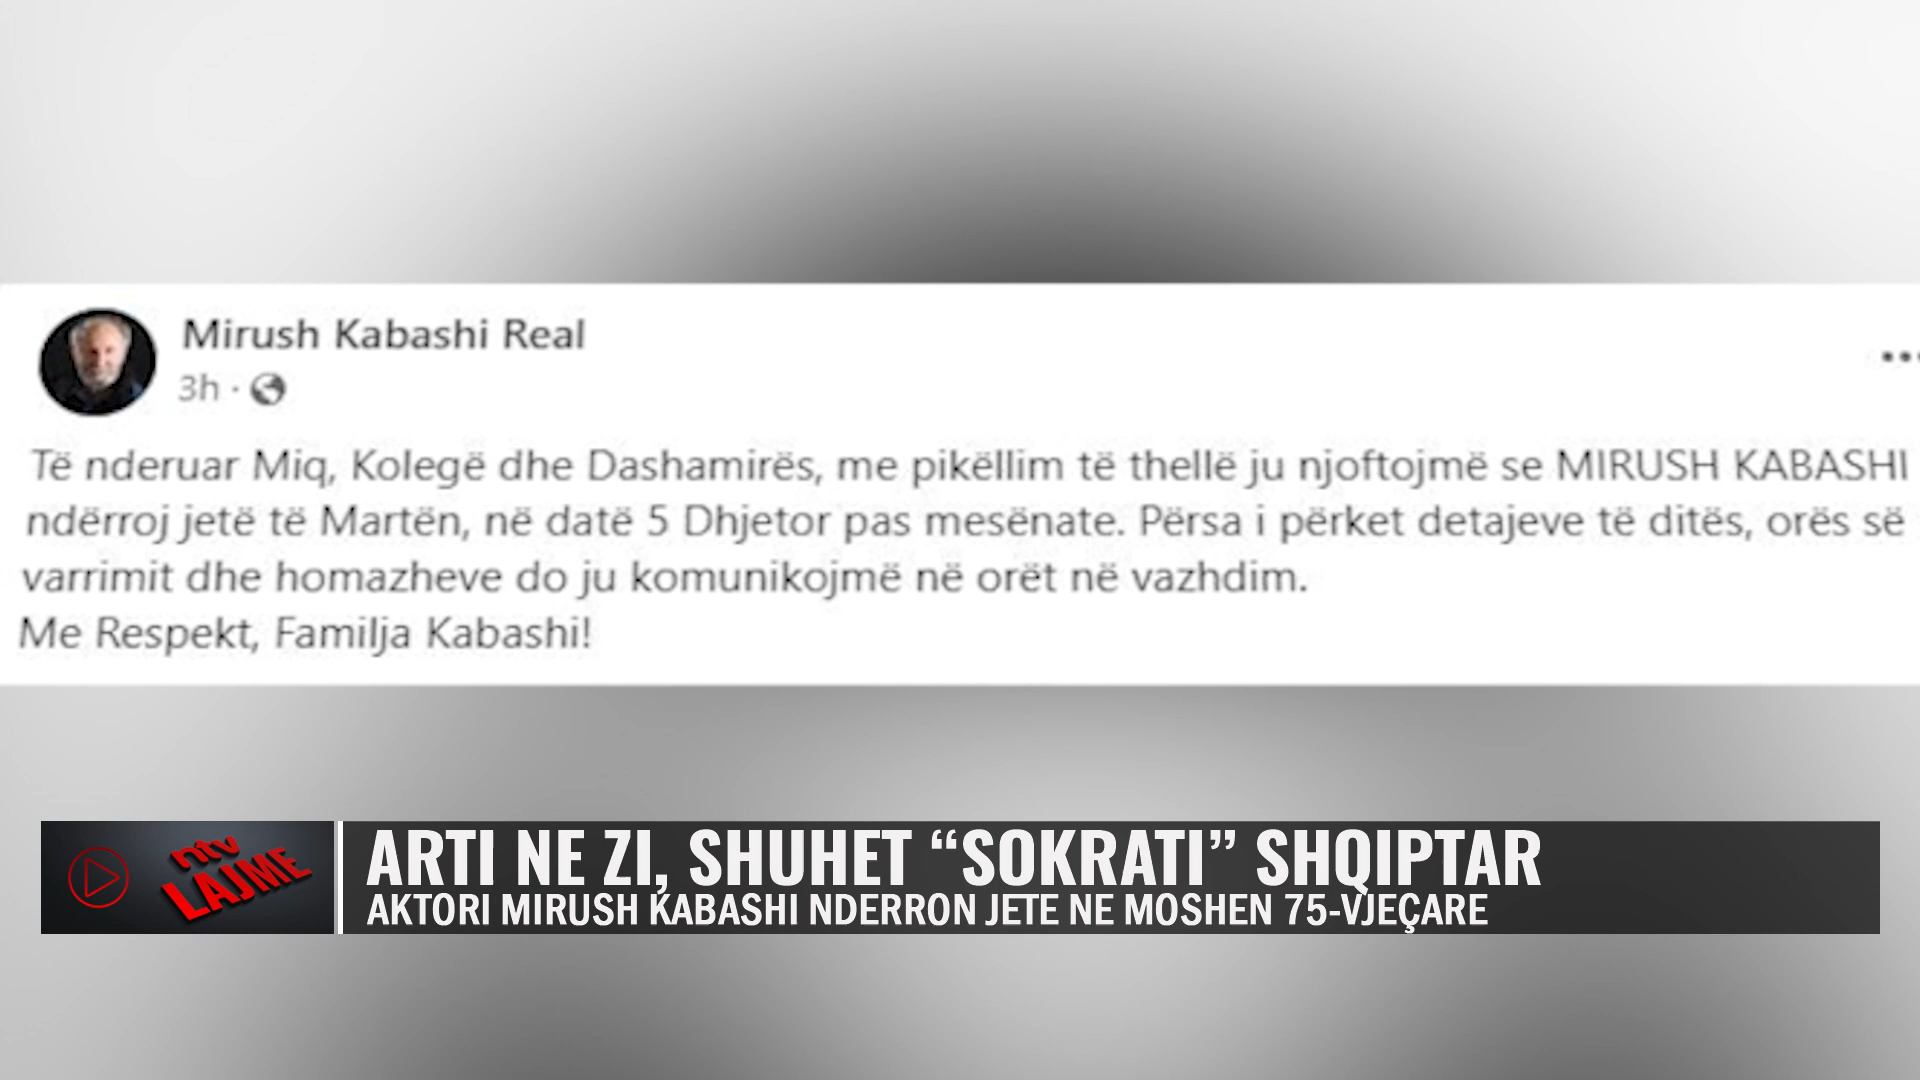 Mirush Kabashi Real
3h ·
Të nderuar Miq, Kolegë dhe Dashamirës, me pikëllim të thellë ju njoftojmë se MIRUSH KABASHI
ndërroj jetë të Martën, në datë 5 Dhjetor pas mesënate. Përsa i përket detajeve të ditës, orës së
varrimit dhe homazheve do ju komunikojmë në orët në vazhdim.
Me Respekt, Familja Kabashi!
ntv
LAJME
ARTI NE ZI, SHUHET “SOKRATI” SHQIPTAR
AKTORI MIRUSH KABASHI NDERRON JETE NE MOSHEN 75-VJEÇARE